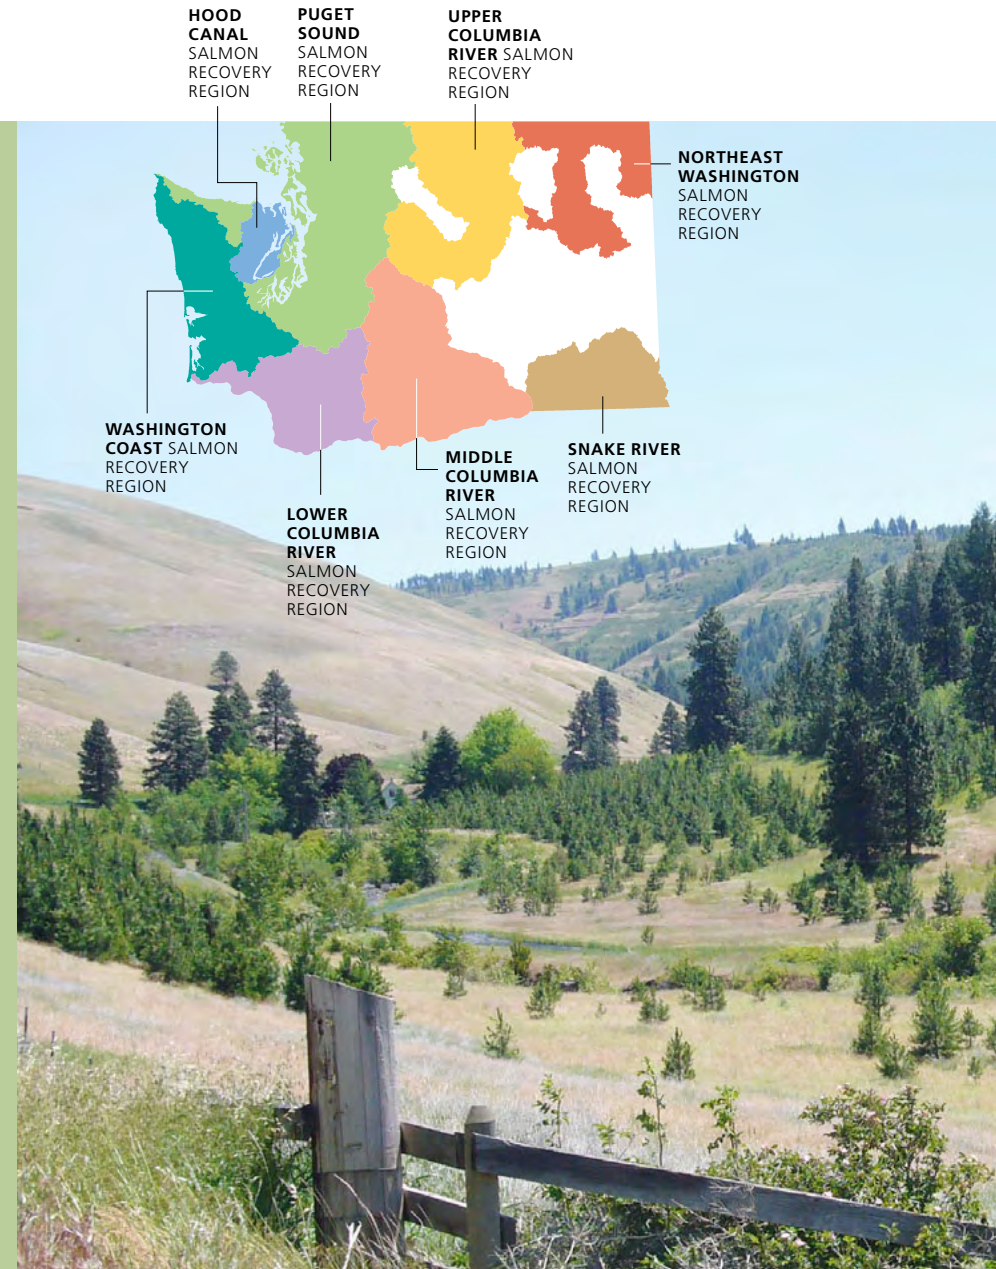 HOOD
CANAL
SALMON
RECOVERY
REGION
PUGET
SOUND
SALMON
RECOVERY
REGION
UPPER
COLUMBIA
RIVER SALMON
RECOVERY
REGION
NORTHEAST
WASHINGTON
SALMON
RECOVERY
REGION
WASHINGTON
COAST SALMON
RECOVERY
REGION
LOWER
COLUMBIA
RIVER
SALMON
RECOVERY
REGION
MIDDLE
COLUMBIA
RIVER
SALMON
RECOVERY
REGION
SNAKE RIVER
SALMON
RECOVERY
REGION